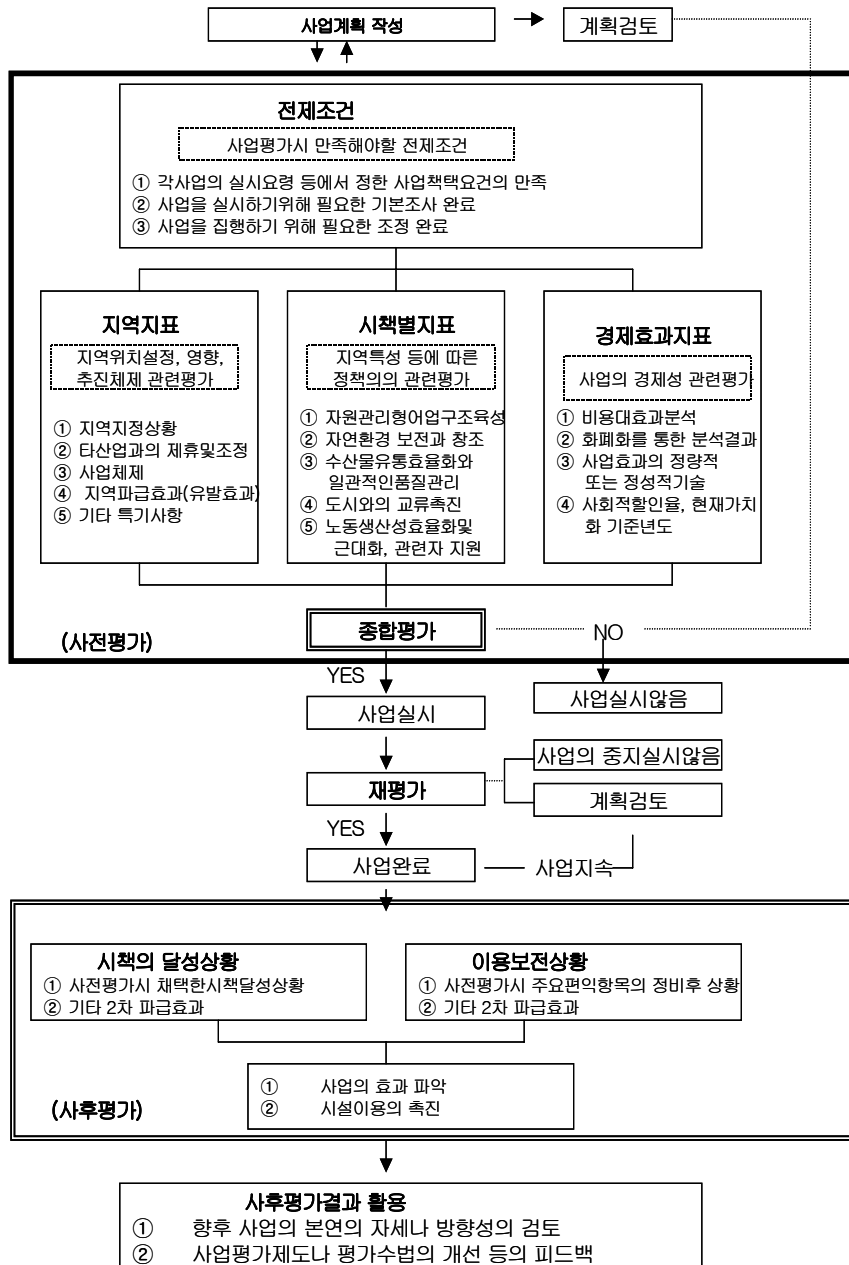 사업계획 작성
계획검토
전제조건
사업평가시 만족해야할 전제조건
① 각사업의 실시요령 등에서 정한 사업책택요건의 만족
② 사업을 실시하기위해 필요한 기본조사 완료
③ 사업을 집행하기 위해 필요한 조정 완료
지역지표
지역위치설정, 영향,
추진체제 관련평가
① 지역지정상황
② 타산업과의 제휴및조정
③ 사업체제
④ 지역파급효과(유발효과)
⑤ 기타 특기사항
시책별지표
지역특성 등에 따른
정책의의 관련평가
① 자원관리형어업구조육성
② 자연환경 보전과 창조
③ 수산물유통효율화와
일관적인품질관리
④ 도시와의 교류촉진
⑤ 노동생산성효율화및
근대화, 관련자 지원
경제효과지표
사업의 경제성 관련평가
① 비용대효과분석
② 화폐화를 통한 분석결과
③ 사업효과의 정량적
또는 정성적기술
④ 사회적할인율, 현재가치
화 기준년도
종합평가
NO
(사전평가)
YES
사업실시않음
사업실시
사업의 중지실시않음
재평가
계획검토
YES
사업완료
사업지속
시책의 달성상황
① 사전평가시 채택한시책달성상황
② 기타 2차 파급효과
이용보전상황
① 사전평가시 주요편익항목의 정비후 상황
② 기타 2차 파급효과
① 사업의 효과 파악
② 시설이용의 촉진
(사후평가)
사후평가결과 활용
① 향후 사업의 본연의 자세나 방향성의 검토
② 사업평가제도나 평가수법의 개선 등의 피드백